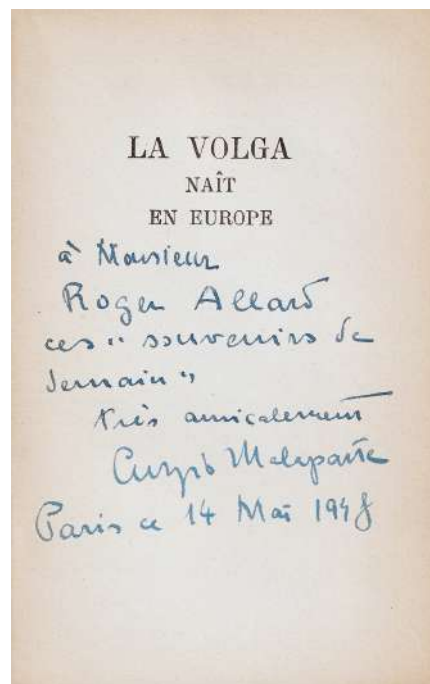 LA VOLGA
NAÎT
EN EUROPE
à Monsieur
Roger Allard
ces "souvenirs de
demain"
très amicalement
Curzio Malaparte
Paris ce 14 Mai 1948